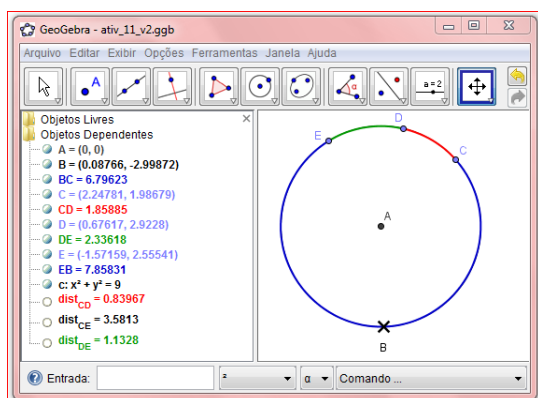 GeoGebra - ativ_11_v2.ggb
Arquivo Editar Exibir Opções Ferramentas Janela Ajuda
A
α
a=2
Objetos Livres
Objetos Dependentes
A = (0, 0)
B = (0.08766, -2.99872)
BC = 6.79623
C = (2.24781, 1.98679)
CD = 1.85885
D = (0.67617, 2.9228)
DE = 2.33618
E = (-1.57159, 2.55541)
EB = 7.85831
c: x² + y² = 9
dist_CD = 0.83967
dist_CE = 3.5813
dist_DE = 1.1328
D
E
C
A
B
Entrada:
²
α
Comando ...